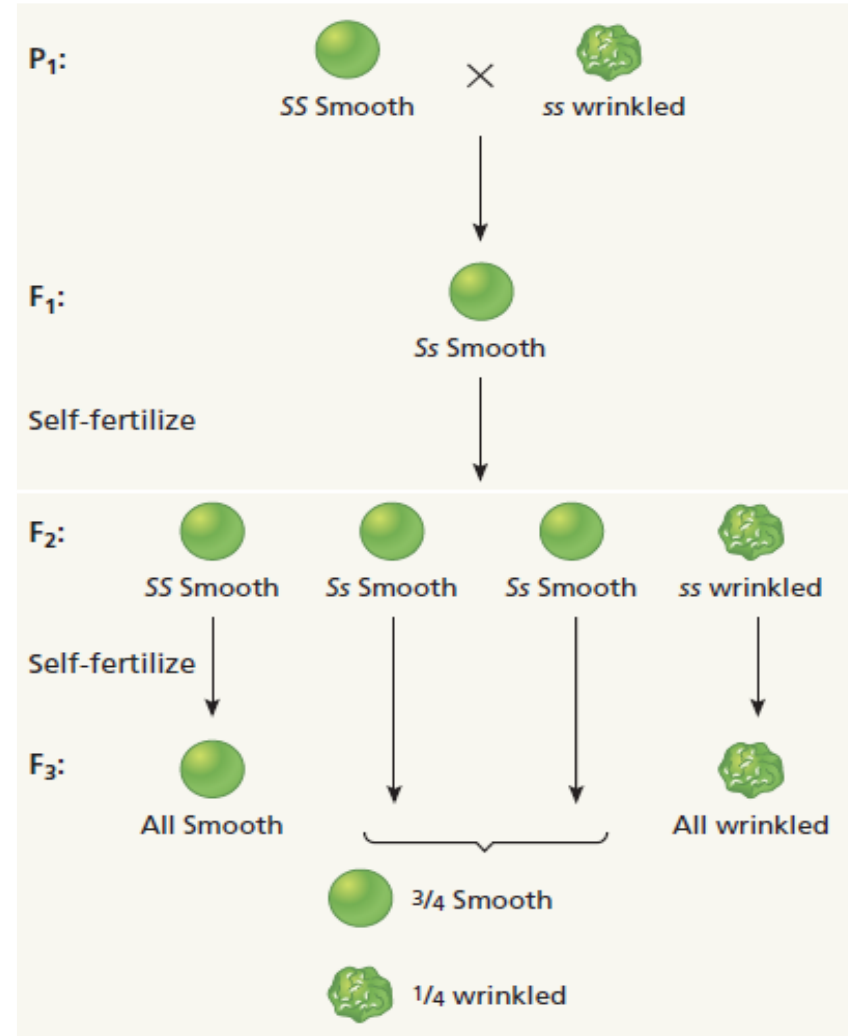 P₁:
SS Smooth × ss wrinkled
F₁:
Ss Smooth
Self-fertilize
F₂:
SS Smooth Ss Smooth Ss Smooth ss wrinkled
Self-fertilize
F₃:
All Smooth All wrinkled
3/4 Smooth
1/4 wrinkled